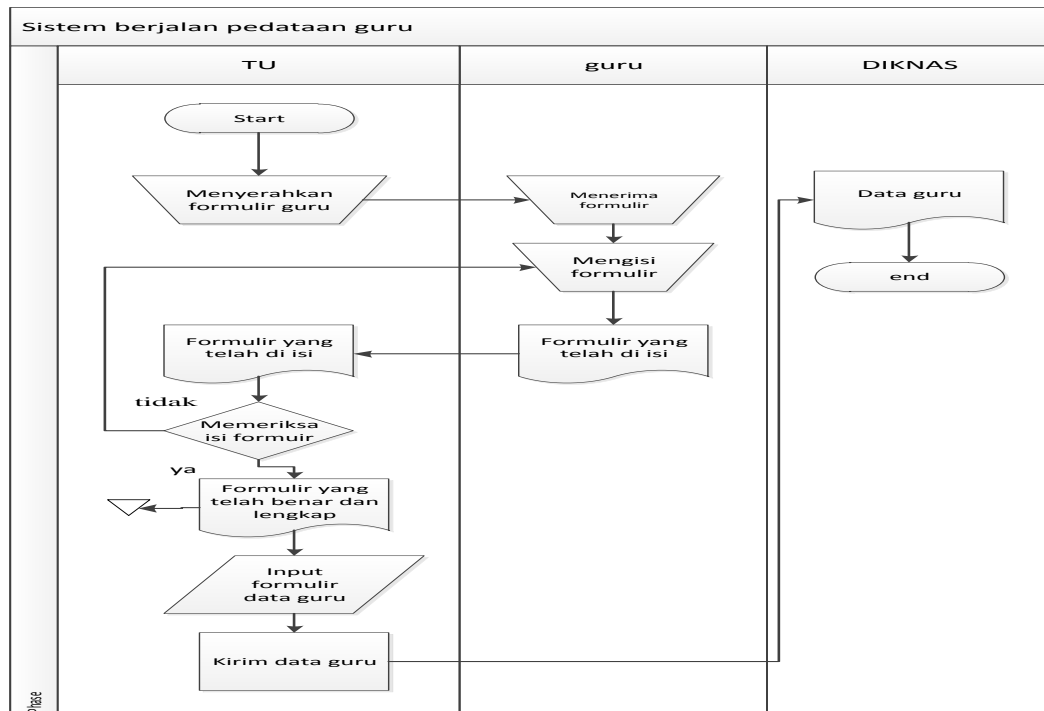 Sistem berjalan pedataan guru
TU
guru
DIKNAS
Start
Menyerahkan
formulir guru
Menerima
formulir
Data guru
Mengisi
formulir
end
Formulir yang
telah di isi
Formulir yang
telah di isi
tidak
Memeriksa
isi formuir
ya
Formulir yang
telah benar dan
lengkap
Input
formulir
data guru
Kirim data guru
Phase